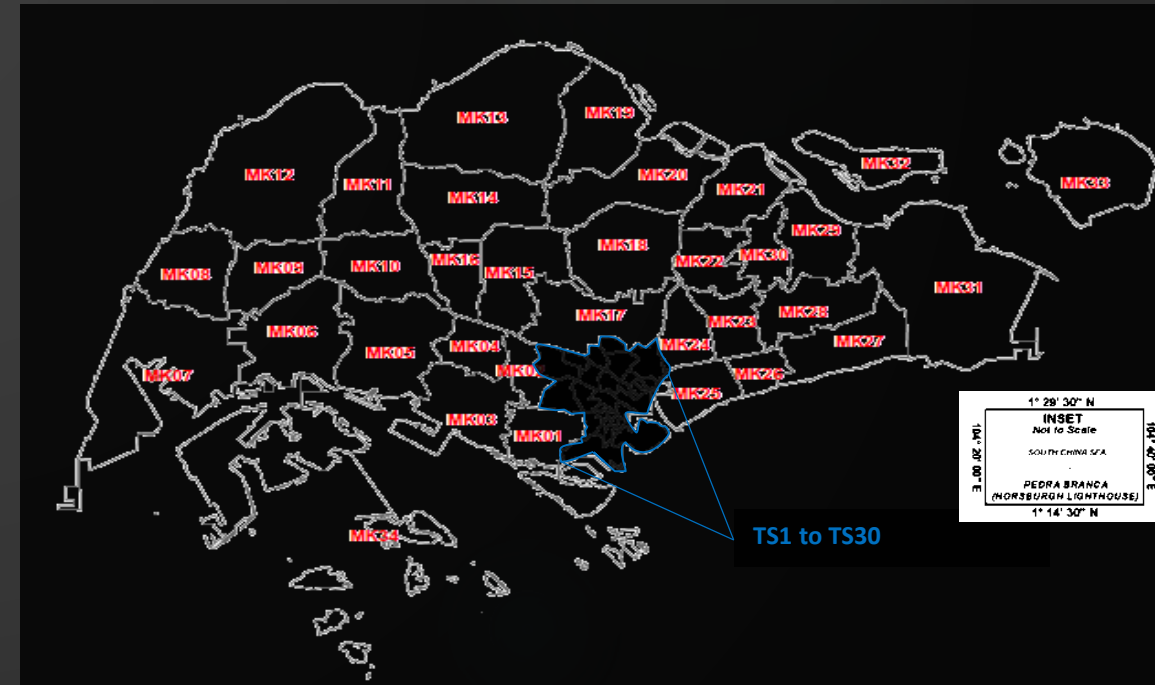 MK13
MK19
MK32
MK12
MK11
MK20
MK21
MK33
MK14
MK29
MK18
MK08
MK09
MK10
MK16
MK15
MK22
MK30
MK31
MK17
MK28
MK06
MK23
MK05
MK04
MK24
MK27
MK07
MK26
MK25
MK03
MK01
MK34
TS1 to TS30
1° 29' 30" N
INSET
Not to Scale
104° 20' 00" E
104° 40' 00" E
SOUTH CHINA SEA
PEDRA BRANCA
(HORSBURGH LIGHTHOUSE)
1° 14' 30" N